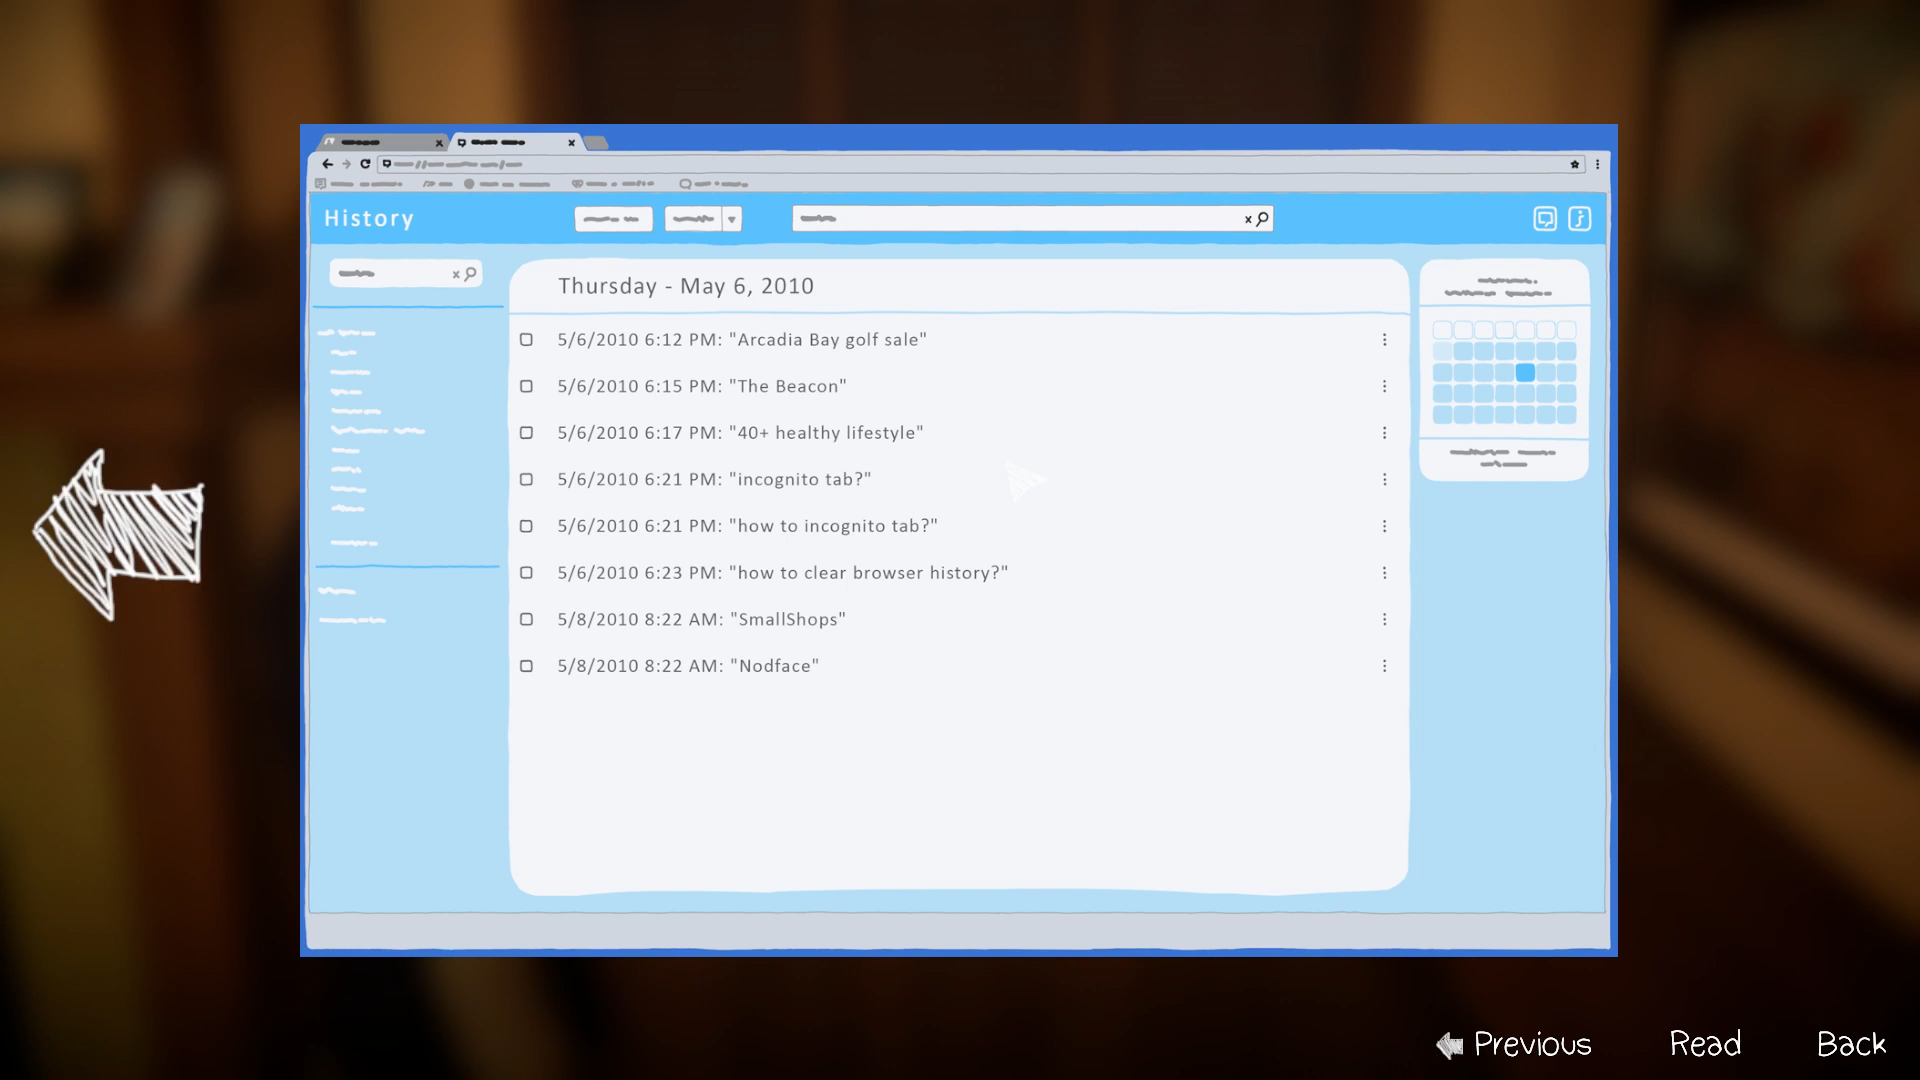 History
Thursday - May 6, 2010
5/6/2010 6:12 PM: "Arcadia Bay golf sale"
5/6/2010 6:15 PM: "The Beacon"
5/6/2010 6:17 PM: "40+ healthy lifestyle"
5/6/2010 6:21 PM: "incognito tab?"
5/6/2010 6:21 PM: "how to incognito tab?"
5/6/2010 6:23 PM: "how to clear browser history?"
5/8/2010 8:22 AM: "SmallShops"
5/8/2010 8:22 AM: "Nodface"
Previous Read Back